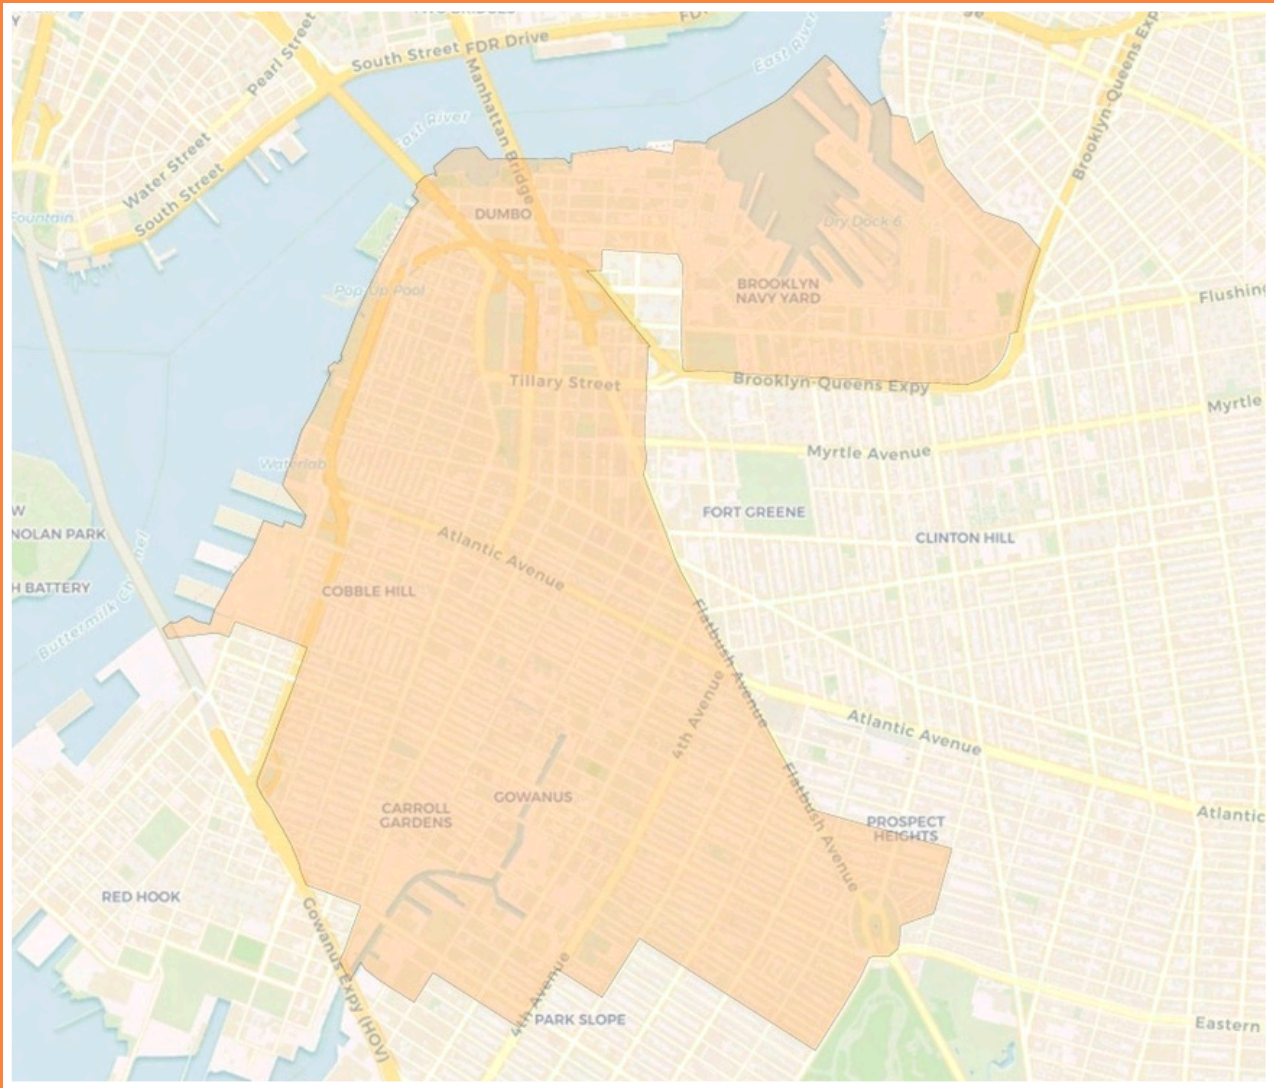 Pearl Street
South Street
FDR Drive
East River
Manhattan Bridge
East River
Brooklyn-Queens Exp
Water Street
South Street
Fountain
DUMBO
Dry Dock 6
Pop-Up Pool
BROOKLYN
NAVY YARD
Flushing
Tillary Street
Brooklyn-Queens Expy
Myrtle
Myrtle Avenue
Waterlab
W
NOLAN PARK
FORT GREENE
CLINTON HILL
Atlantic Avenue
H BATTERY
COBBLE HILL
Buttermilk Ch nel
Flatbush Avenue
4th Avenue
Atlantic Avenue
Flatbush Avenue
GOWANUS
CARROLL
GARDENS
PROSPECT
HEIGHTS
Atlantic
RED HOOK
Gowanus Expy (HOV)
4th Avenue
PARK SLOPE
Eastern